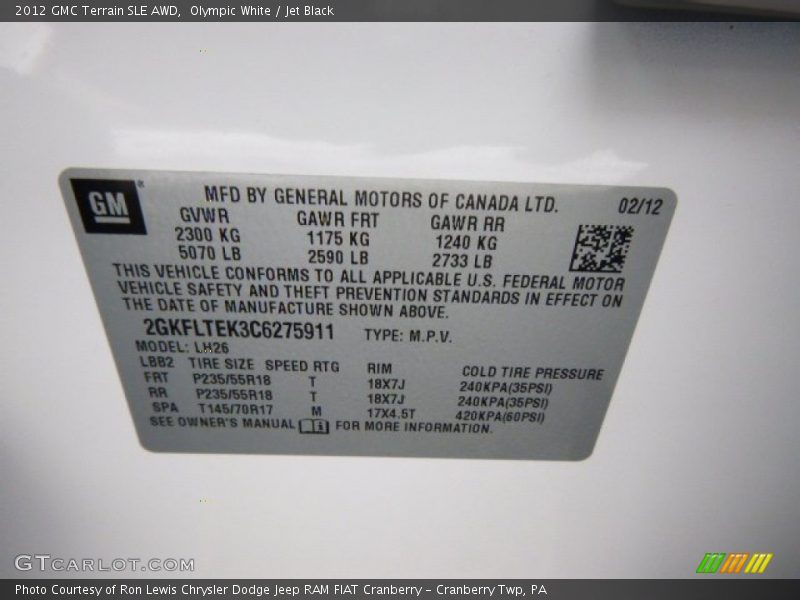 2012 GMC Terrain SLE AWD, Olympic White / Jet Black
GM®
MFD BY GENERAL MOTORS OF CANADA LTD. 02/12
GVWR GAWR FRT GAWR RR
2300 KG 1175 KG 1240 KG
5070 LB 2590 LB 2733 LB
THIS VEHICLE CONFORMS TO ALL APPLICABLE U.S. FEDERAL MOTOR
VEHICLE SAFETY AND THEFT PREVENTION STANDARDS IN EFFECT ON
THE DATE OF MANUFACTURE SHOWN ABOVE.
2GKFLTEK3C6275911 TYPE: M.P.V.
MODEL: LH26
LBB2 TIRE SIZE SPEED RTG RIM COLD TIRE PRESSURE
FRT P235/55R18 T 18X7J 240KPA(35PSI)
RR P235/55R18 T 18X7J 240KPA(35PSI)
SPA T145/70R17 M 17X4.5T 420KPA(60PSI)
SEE OWNER'S MANUAL FOR MORE INFORMATION.
GTCARLOT.COM
Photo Courtesy of Ron Lewis Chrysler Dodge Jeep RAM FIAT Cranberry - Cranberry Twp, PA